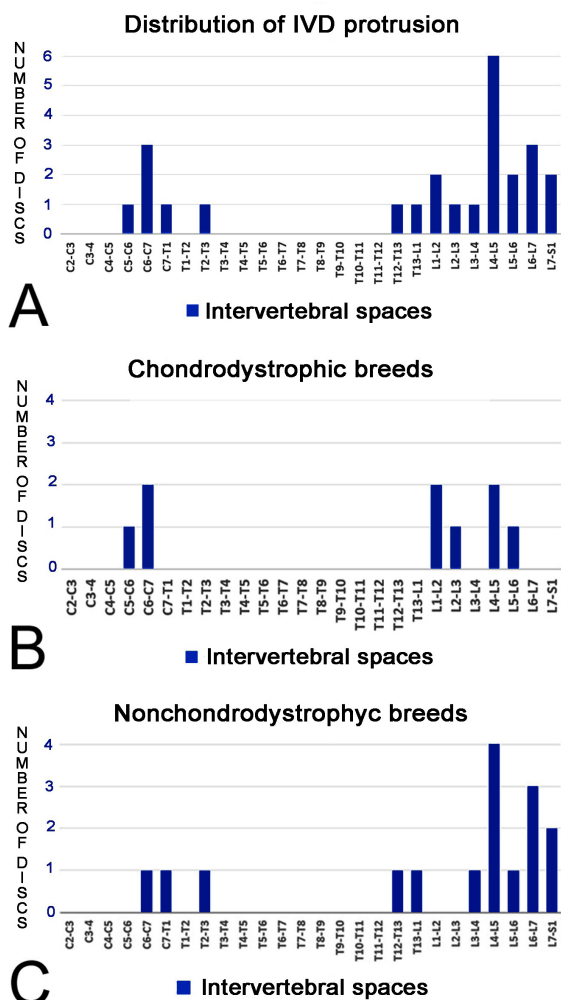 Distribution of IVD protrusion
NUMBER OF DISCS
6
5
4
3
2
1
0
C2-C3 C3-4 C4-C5 C5-C6 C6-C7 C7-T1 T1-T2 T2-T3 T3-T4 T4-T5 T5-T6 T6-T7 T7-T8 T8-T9 T9-T10 T10-T11 T11-T12 T12-T13 T13-L1 L1-L2 L2-L3 L3-L4 L4-L5 L5-L6 L6-L7 L7-S1
Intervertebral spaces
A
Chondrodystrophic breeds
NUMBER OF DISCS
4
3
2
1
0
C2-C3 C3-4 C4-C5 C5-C6 C6-C7 C7-T1 T1-T2 T2-T3 T3-T4 T4-T5 T5-T6 T6-T7 T7-T8 T8-T9 T9-T10 T10-T11 T11-T12 T12-T13 T13-L1 L1-L2 L2-L3 L3-L4 L4-L5 L5-L6 L6-L7 L7-S1
Intervertebral spaces
B
Nonchondrodystrophyc breeds
NUMBER OF DISCS
4
3
2
1
0
C2-C3 C3-4 C4-C5 C5-C6 C6-C7 C7-T1 T1-T2 T2-T3 T3-T4 T4-T5 T5-T6 T6-T7 T7-T8 T8-T9 T9-T10 T10-T11 T11-T12 T12-T13 T13-L1 L1-L2 L2-L3 L3-L4 L4-L5 L5-L6 L6-L7 L7-S1
Intervertebral spaces
C